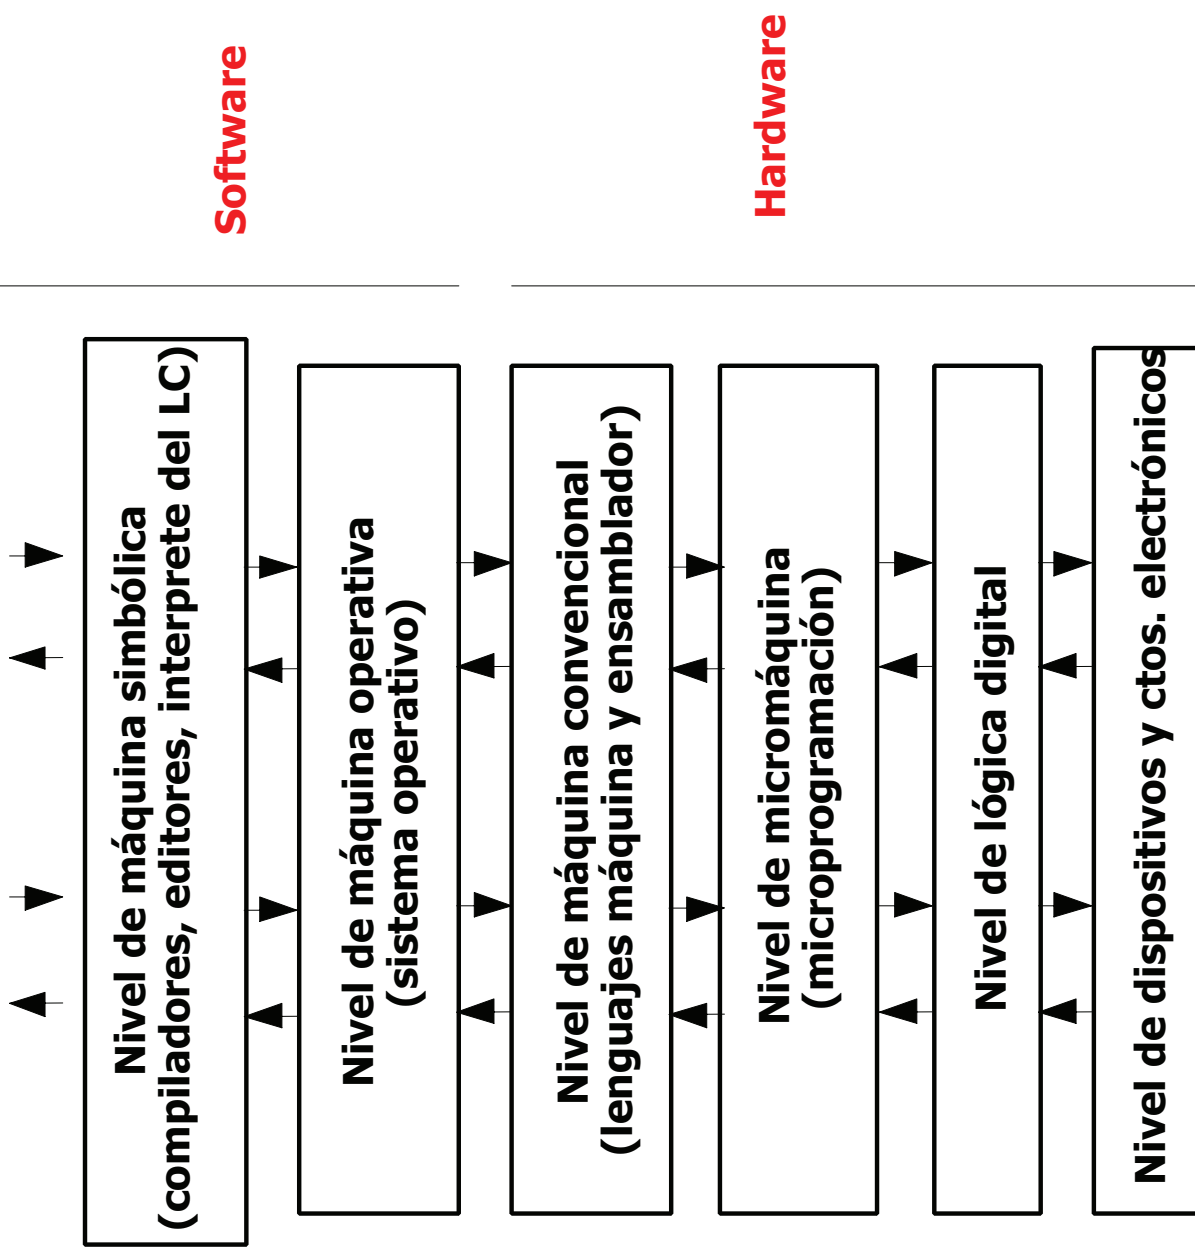 Nivel de máquina simbólica
(compiladores, editores, interprete del LC)
Software
Nivel de máquina operativa
(sistema operativo)
Nivel de máquina convencional
(lenguajes máquina y ensamblador)
Nivel de micromáquina
(microprogramación)
Hardware
Nivel de lógica digital
Nivel de dispositivos y ctos. electrónicos